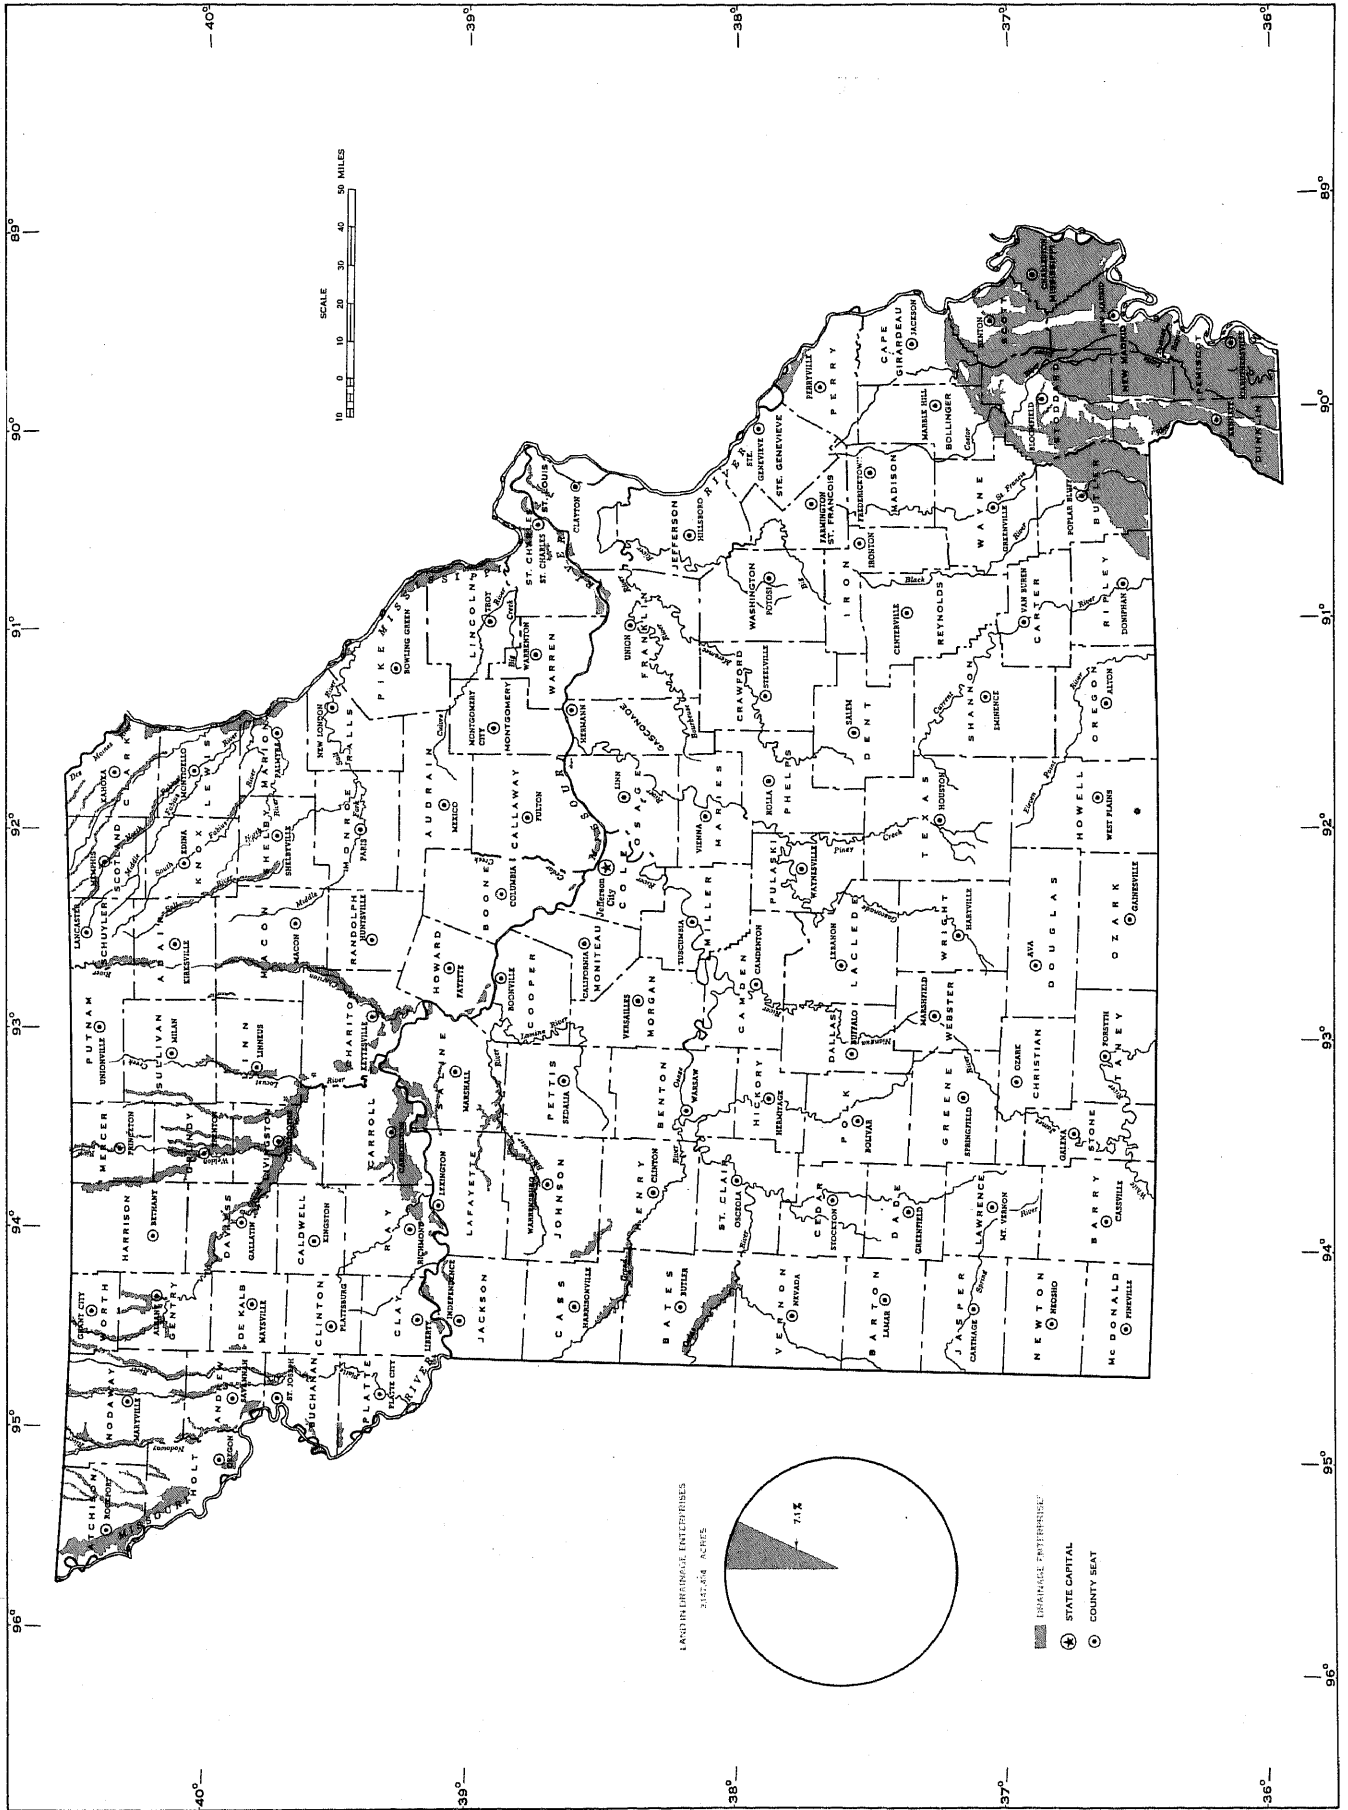 96°
95°
94°
93°
92°
91°
90°
89°
40°
39°
38°
37°
36°
SCALE
10 0 10 20 30 40 50 MILES
ATCHISON
ROCKPORT
HOLT
OREGON
NODAWAY
MARYVILLE
Nodaway
ANDREW
SAVANNAH
WORTH
GRANT CITY
GENTRY
ALBANY
HARRISON
BETHANY
MERCER
PRINCETON
PUTNAM
UNIONVILLE
SCHUYLER
LANCASTER
SCOTLAND
MEMPHIS
CLARK
KAHOKA
Des Moines
DE KALB
MAYSVILLE
DAVIESS
GALLATIN
GRUNDY
TRENTON
Weldon
SULLIVAN
MILAN
Locust
Creek
ADAIR
KIRKSVILLE
KNOX
EDINA
LEWIS
MONTICELLO
BUCHANAN
ST. JOSEPH
CLINTON
PLATTSBURG
CALDWELL
KINGSTON
LIVINGSTON
CHILLICOTHE
LINN
LINNEUS
MACON
MACON
SHELBY
SHELBYVILLE
MARION
PALMYRA
PLATTE
PLATTE CITY
CLAY
LIBERTY
RAY
RICHMOND
CARROLL
CARROLLTON
CHARITON
KEYTESVILLE
RANDOLPH
HUNTSVILLE
MONROE
PARIS
RALLS
NEW LONDON
PIKE
BOWLING GREEN
MISSISSIPPI
JACKSON
INDEPENDENCE
LAFAYETTE
LEXINGTON
SALINE
MARSHALL
HOWARD
FAYETTE
BOONE
COLUMBIA
AUDRAIN
MEXICO
CALLAWAY
FULTON
MONTGOMERY
MONTGOMERY CITY
LINCOLN
TROY
WARREN
WARRENTON
ST. CHARLES
ST. CHARLES
ST. LOUIS
CLAYTON
CASS
HARRISONVILLE
JOHNSON
WARRENSBURG
PETTIS
SEDALIA
COOPER
BOONVILLE
MONITEAU
CALIFORNIA
COLE
Jefferson City
OSAGE
LINN
GASCONADE
HERMANN
FRANKLIN
UNION
JEFFERSON
HILLSBORO
BATES
BUTLER
HENRY
CLINTON
BENTON
WARSAW
MORGAN
VERSAILLES
MILLER
TUSCUMBIA
MARIES
VIENNA
CRAWFORD
STEELVILLE
WASHINGTON
POTOSI
STE. GENEVIEVE
STE. GENEVIEVE
RIVER
VERNON
NEVADA
ST. CLAIR
OSCEOLA
HICKORY
HERMITAGE
CAMDEN
CAMDENTON
PULASKI
WAYNESVILLE
PHELPS
ROLLA
DENT
SALEM
IRON
IRONTON
ST. FRANCOIS
FARMINGTON
MADISON
FREDERICKTOWN
PERRY
PERRYVILLE
CAPE GIRARDEAU
JACKSON
BARTON
LAMAR
CEDAR
STOCKTON
POLK
BOLIVAR
DALLAS
BUFFALO
LACLEDE
LEBANON
TEXAS
HOUSTON
REYNOLDS
CENTERVILLE
BOLLINGER
MARBLE HILL
JASPER
CARTHAGE
DADE
GREENFIELD
GREENE
SPRINGFIELD
WEBSTER
MARSHFIELD
WRIGHT
HARTVILLE
SHANNON
EMINENCE
CARTER
VAN BUREN
WAYNE
GREENVILLE
STODDARD
BLOOMFIELD
SCOTT
BENTON
MISSISSIPPI
CHARLESTON
NEWTON
NEOSHO
LAWRENCE
MT. VERNON
CHRISTIAN
OZARK
DOUGLAS
AVA
HOWELL
WEST PLAINS
OREGON
ALTON
RIPLEY
DONIPHAN
BUTLER
POPLAR BLUFF
NEW MADRID
NEW MADRID
McDONALD
PINEVILLE
BARRY
CASSVILLE
STONE
GALENA
TANEY
FORSYTH
OZARK
GAINESVILLE
DUNKLIN
KENNETT
PEMISCOT
CARUTHERSVILLE
LAND IN DRAINAGE ENTERPRISES
7.1%
DRAINAGE ENTERPRISES
STATE CAPITAL
COUNTY SEAT